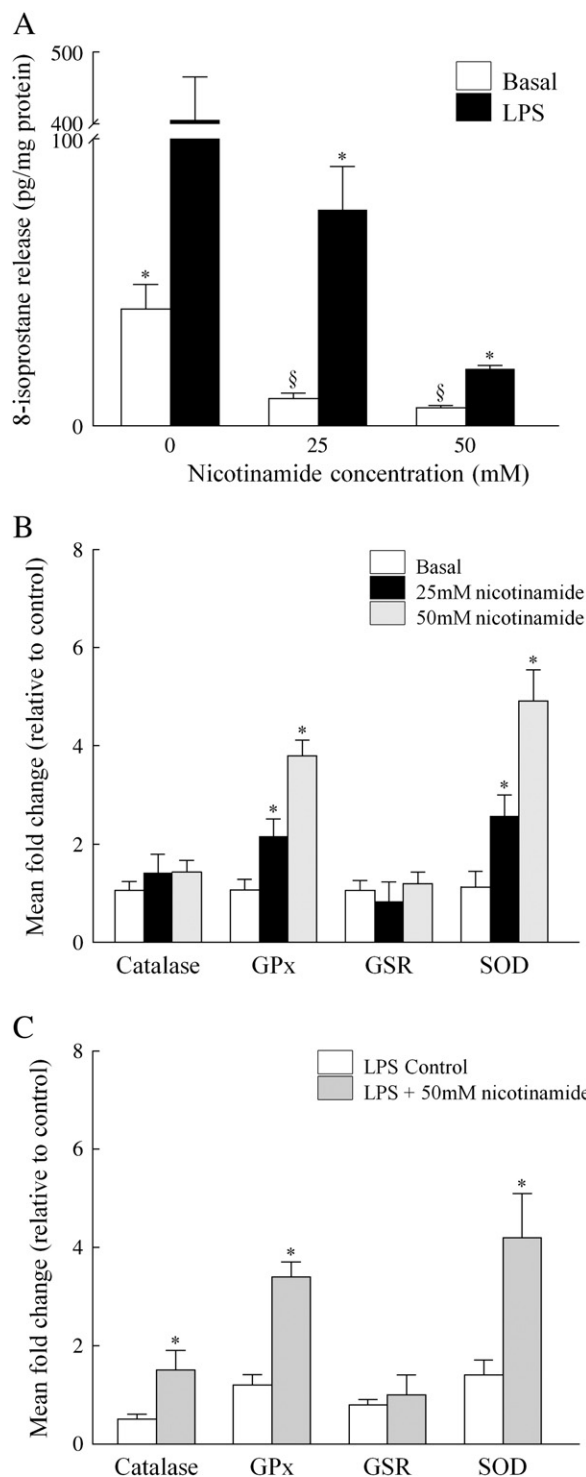 A
500
400
100
0
8-isoprostane release (pg/mg protein)
Basal
LPS
*
*
*
§
§
0 25 50
Nicotinamide concentration (mM)
B
8
6
4
2
0
Mean fold change (relative to control)
Basal
25mM nicotinamide
50mM nicotinamide
*
*
*
*
Catalase GPx GSR SOD
C
8
6
4
2
0
Mean fold change (relative to control)
LPS Control
LPS + 50mM nicotinamide
*
*
*
Catalase GPx GSR SOD